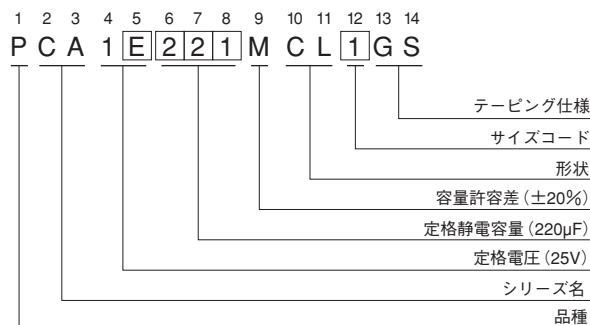 1 2 3 4 5 6 7 8 9 10 11 12 13 14
P C A 1 E 2 2 1 M C L 1 G S
テーピング仕様
サイズコード
形状
容量許容差(±20%)
定格静電容量(220μF)
定格電圧(25V)
シリーズ名
品種